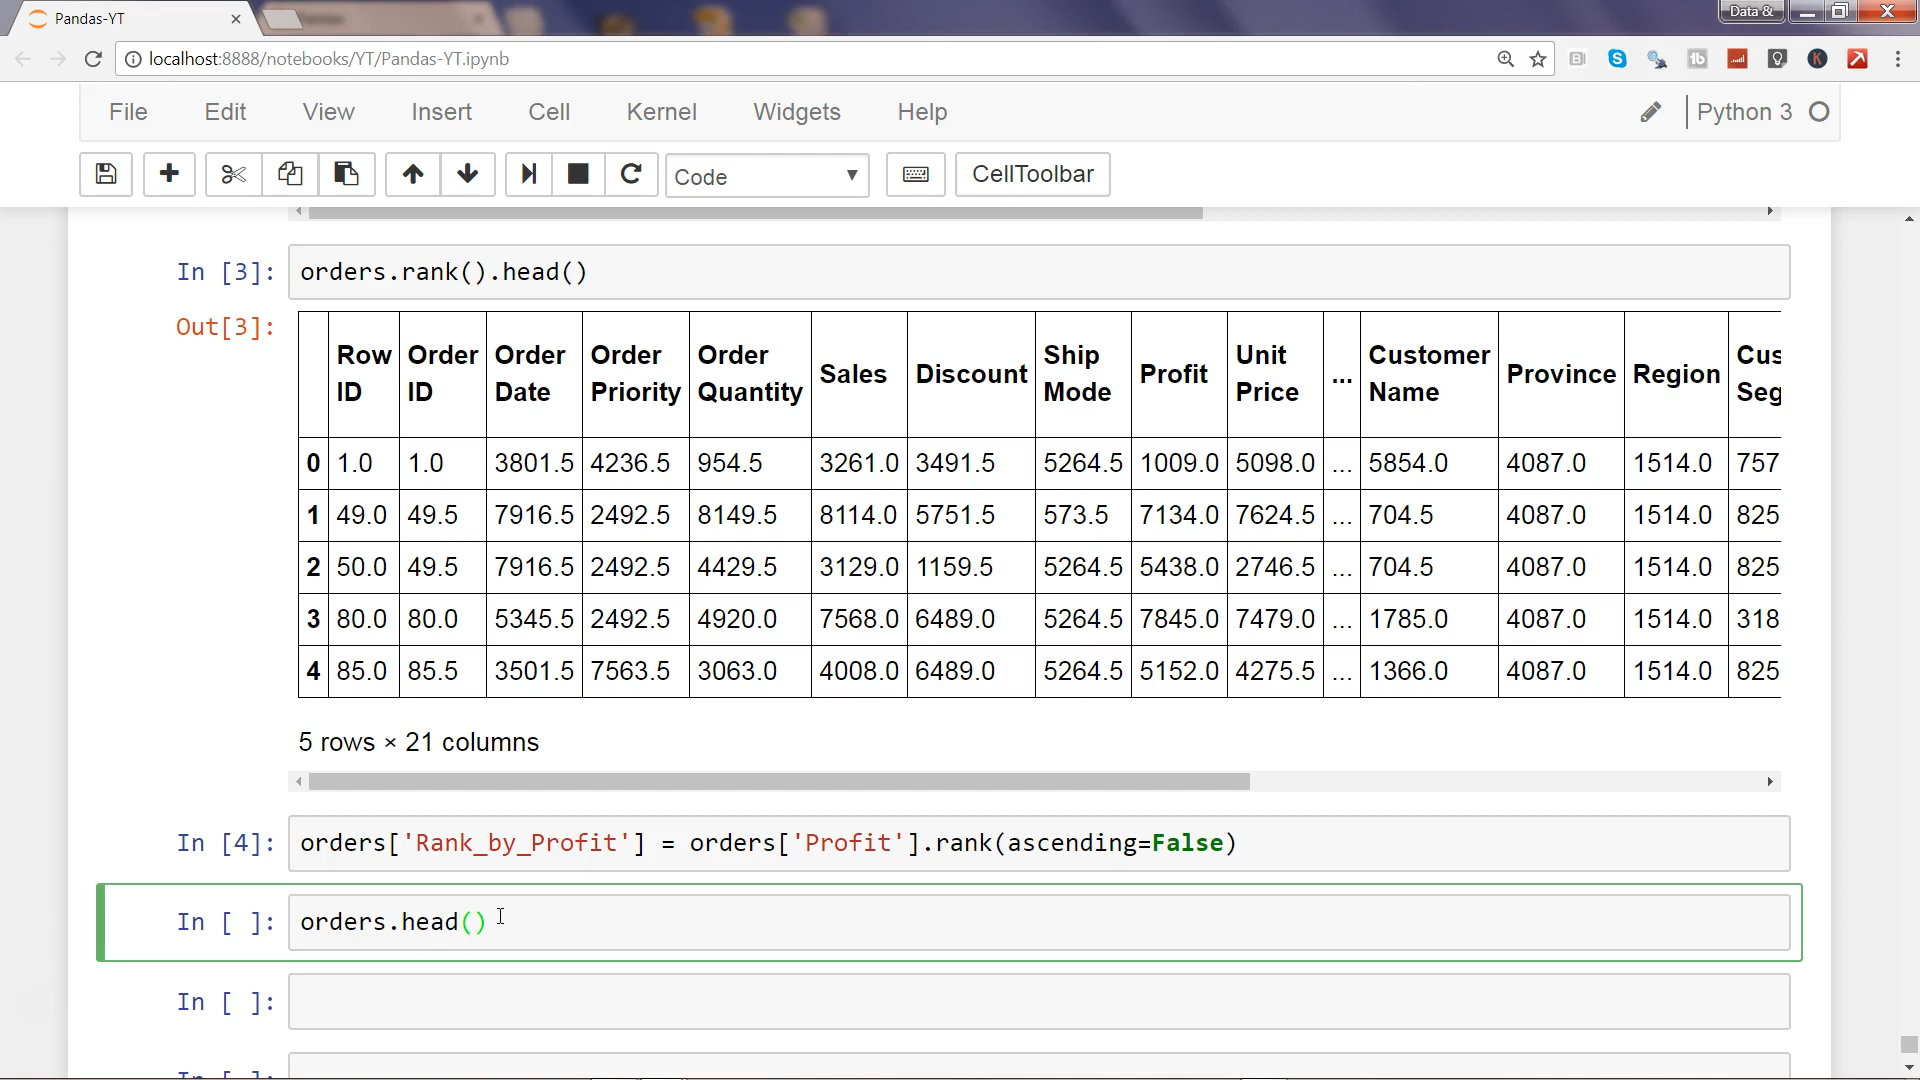 Pandas-YT
Pandas
Data &
localhost:8888/notebooks/YT/Pandas-YT.ipynb
File Edit View Insert Cell Kernel Widgets Help
Python 3
Code
CellToolbar
In [3]: orders.rank().head()
Out[3]:
Row ID Order ID Order Date Order Priority Order Quantity Sales Discount Ship Mode Profit Unit Price ... Customer Name Province Region Cus Seg
0 1.0 1.0 3801.5 4236.5 954.5 3261.0 3491.5 5264.5 1009.0 5098.0 ... 5854.0 4087.0 1514.0 757
1 49.0 49.5 7916.5 2492.5 8149.5 8114.0 5751.5 573.5 7134.0 7624.5 ... 704.5 4087.0 1514.0 825
2 50.0 49.5 7916.5 2492.5 4429.5 3129.0 1159.5 5264.5 5438.0 2746.5 ... 704.5 4087.0 1514.0 825
3 80.0 80.0 5345.5 2492.5 4920.0 7568.0 6489.0 5264.5 7845.0 7479.0 ... 1785.0 4087.0 1514.0 318
4 85.0 85.5 3501.5 7563.5 3063.0 4008.0 6489.0 5264.5 5152.0 4275.5 ... 1366.0 4087.0 1514.0 825
5 rows × 21 columns
In [4]: orders['Rank_by_Profit'] = orders['Profit'].rank(ascending=False)
In [ ]: orders.head()
In [ ]: